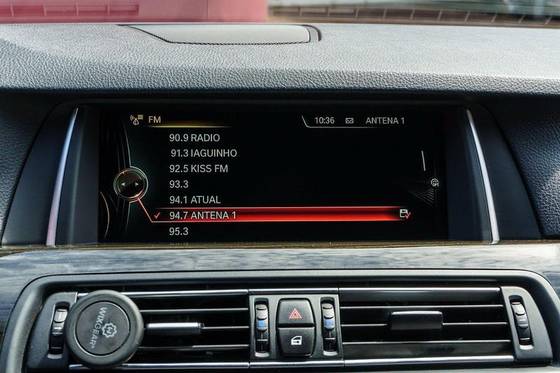 FM 10:36 ANTENA 1
90.9 RADIO
91.3 IAGUINHO
92.5 KISS FM
93.3
94.1 ATUAL
94.7 ANTENA 1
95.3
WIXGEAR